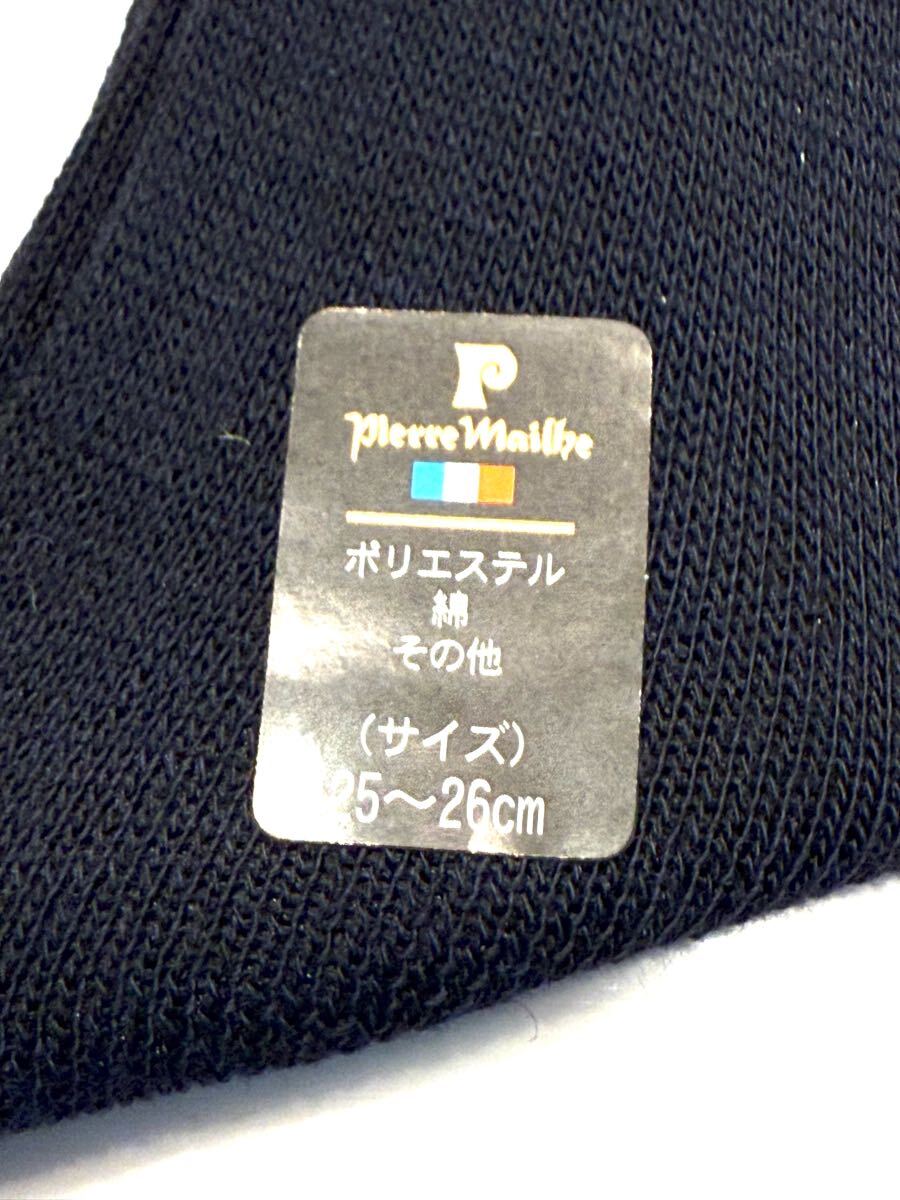 P
Pierre Mailhe
ポリエステル
綿
その他
(サイズ)
25～26cm